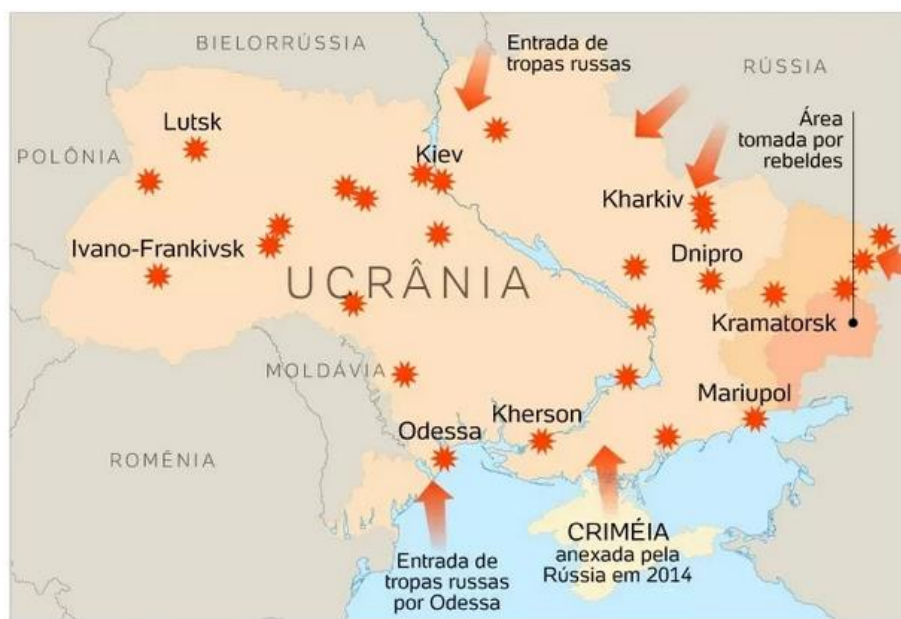 BIELORRÚSSIA
Entrada de
tropas russas
RÚSSIA
Lutsk
Área
tomada por
rebeldes
POLÔNIA
Kiev
Kharkiv
Ivano-Frankivsk
Dnipro
UCRÂNIA
Kramatorsk
MOLDÁVIA
Mariupol
Kherson
Odessa
ROMÊNIA
CRIMÉIA
anexada pela
Rússia em 2014
Entrada de
tropas russas
por Odessa